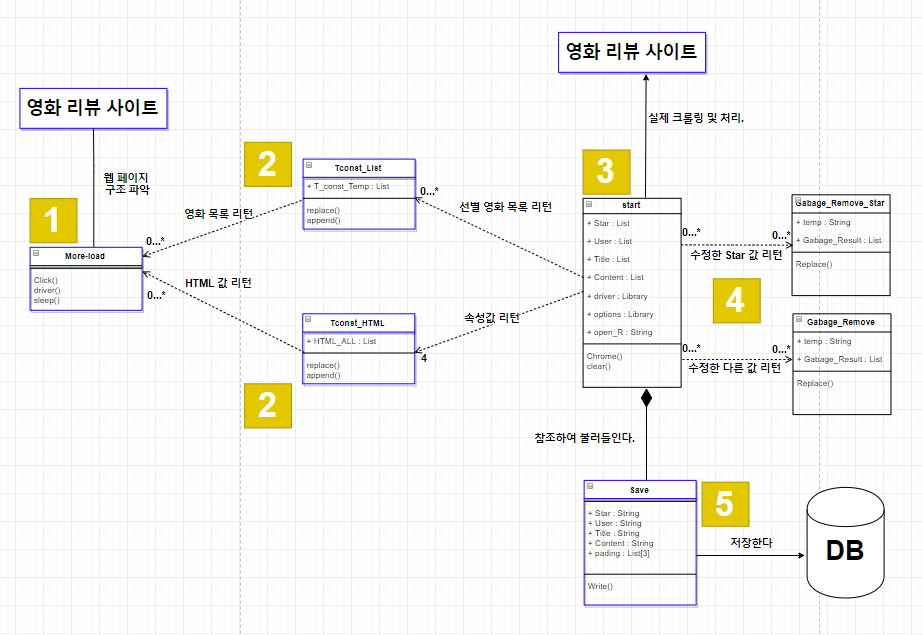 영화 리뷰 사이트
영화 리뷰 사이트
실제 크롤링 및 처리.
웹 페이지
구조 파악
1
More-load
Click()
driver()
sleep()
0...*
0...*
영화 목록 리턴
HTML 값 리턴
2
Tconst_List
+ T_const_Temp : List
replace()
append()
0...*
선별 영화 목록 리턴
Tconst_HTML
+ HTML_ALL : List
replace()
append()
2
속성값 리턴
4
3
start
+ Star : List
+ User : List
+ Title : List
+ Content : List
+ driver : Library
+ options : Library
+ open_R : String
Chrome()
clear()
0...*
0...*
수정한 Star 값 리턴
4
0...*
0...*
수정한 다른 값 리턴
Gabage_Remove_Star
+ temp : String
+ Gabage_Result : List
Replace()
Gabage_Remove
+ temp : String
+ Gabage_Result : List
Replace()
참조하여 불러들인다.
Save
+ Star : String
+ User : String
+ Title : String
+ Content : String
+ pading : List[3]
Write()
5
저장한다
DB